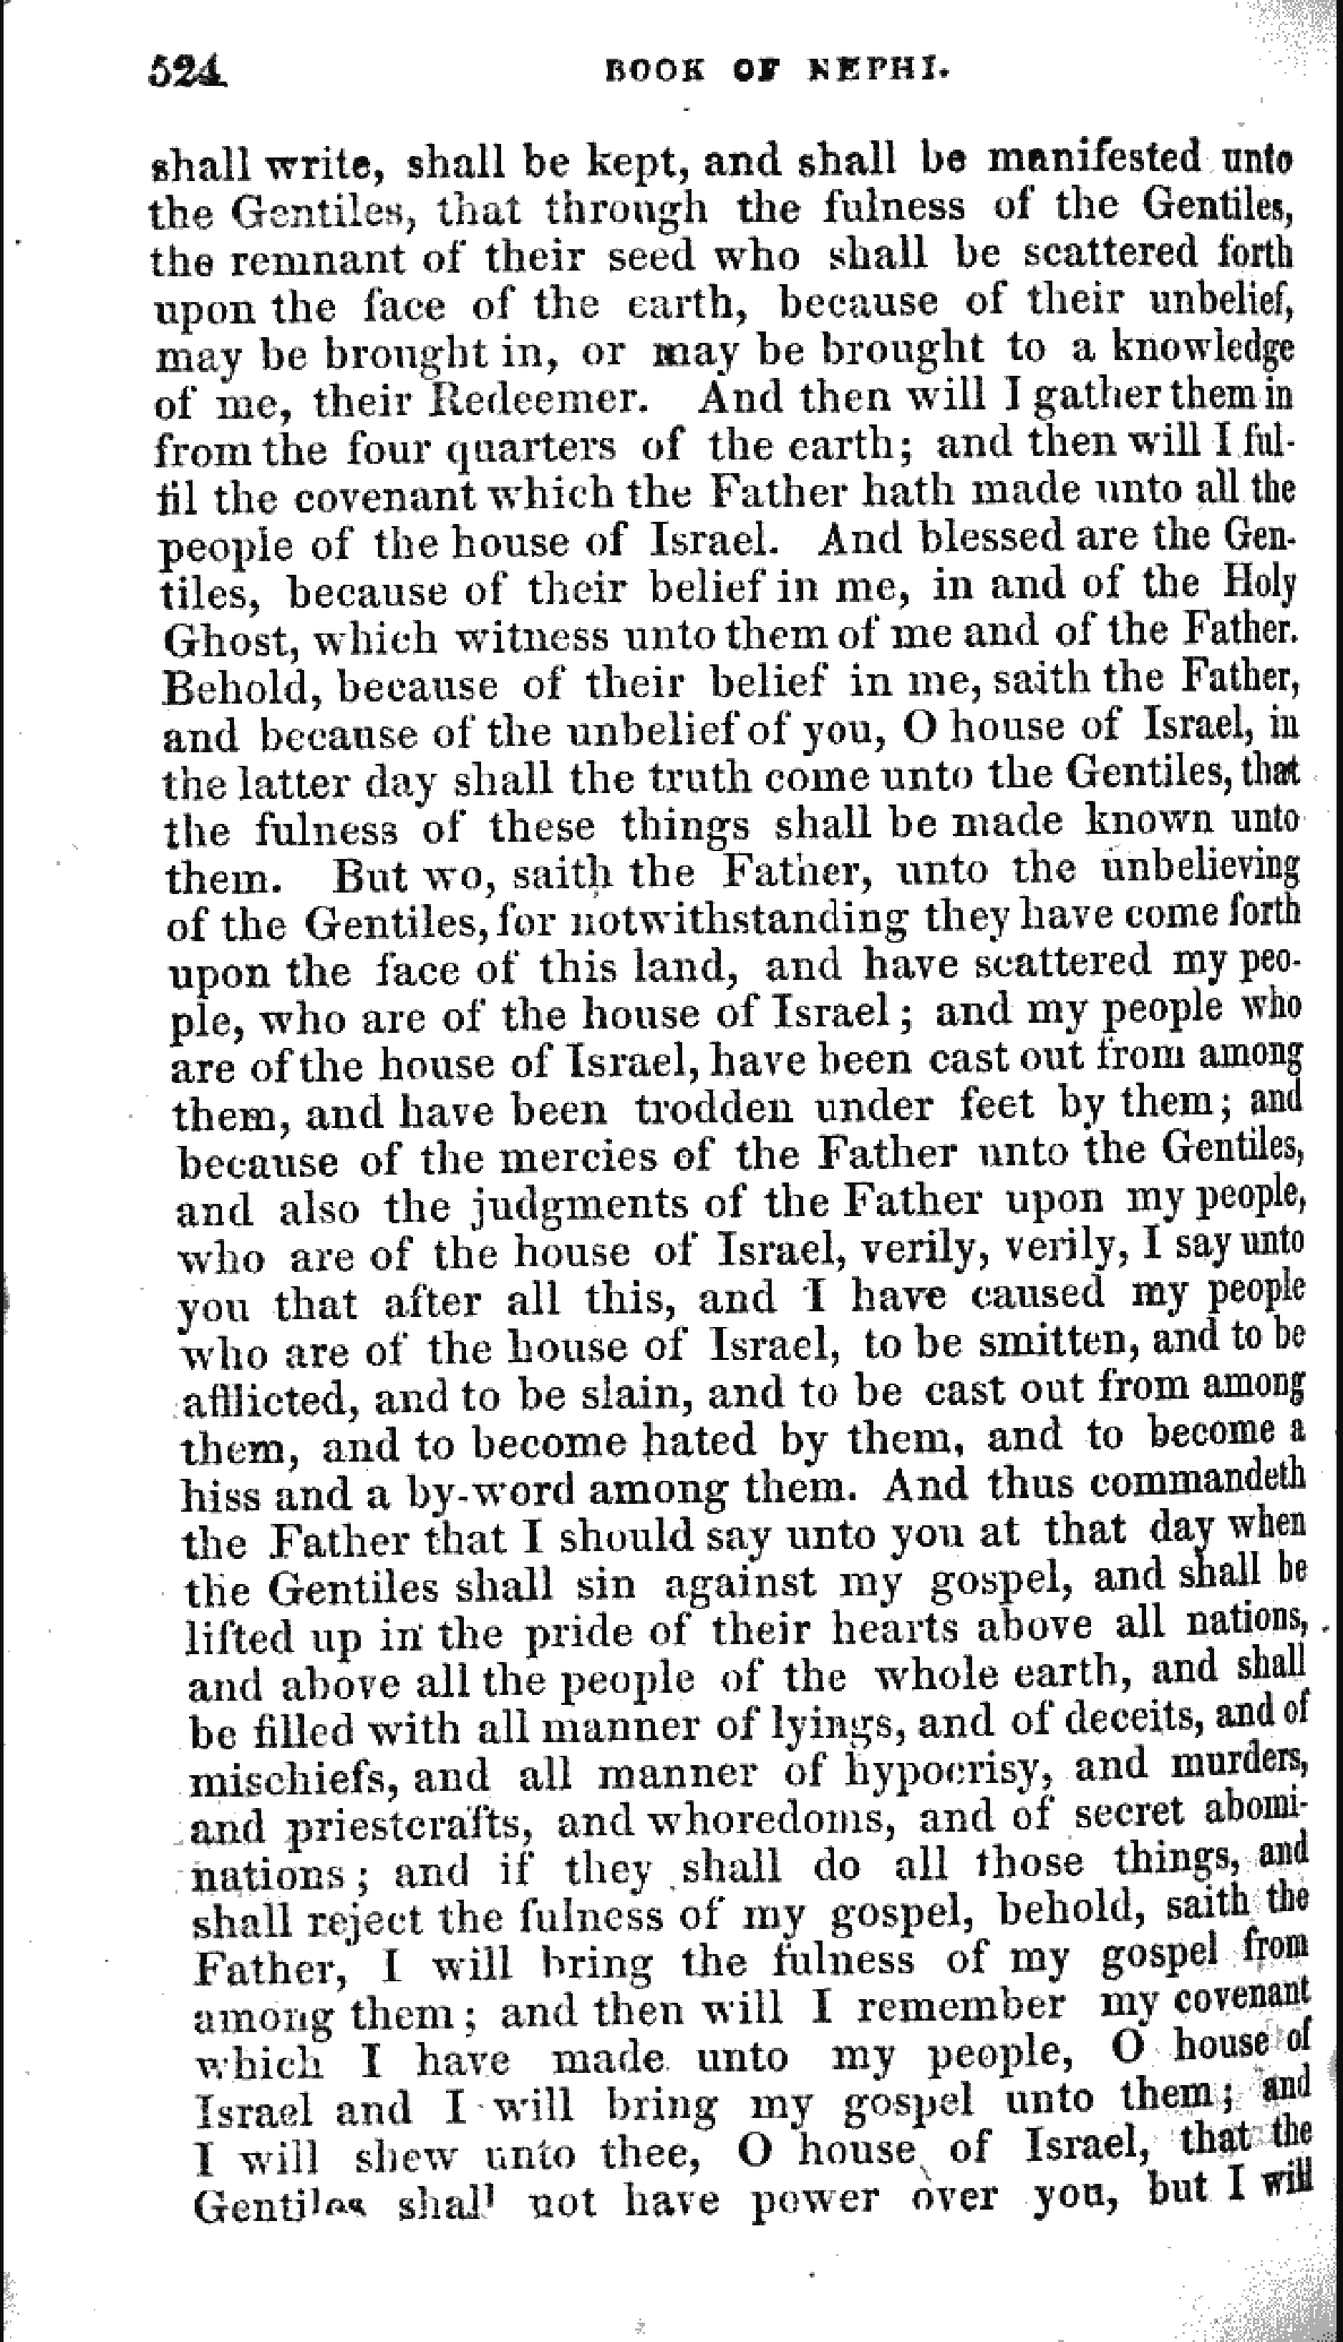 524 BOOK OF NEPHI.
shall write, shall be kept, and shall be manifested unto
the Gentiles, that through the fulness of the Gentiles,
the remnant of their seed who shall be scattered forth
upon the face of the earth, because of their unbelief,
may be brought in, or may be brought to a knowledge
of me, their Redeemer. And then will I gather them in
from the four quarters of the earth; and then will I ful-
fil the covenant which the Father hath made unto all the
people of the house of Israel. And blessed are the Gen-
tiles, because of their belief in me, in and of the Holy
Ghost, which witness unto them of me and of the Father.
Behold, because of their belief in me, saith the Father,
and because of the unbelief of you, O house of Israel, in
the latter day shall the truth come unto the Gentiles, that
the fulness of these things shall be made known unto
them. But wo, saith the Father, unto the unbelieving
of the Gentiles, for notwithstanding they have come forth
upon the face of this land, and have scattered my peo-
ple, who are of the house of Israel; and my people who
are of the house of Israel, have been cast out from among
them, and have been trodden under feet by them; and
because of the mercies of the Father unto the Gentiles,
and also the judgments of the Father upon my people,
who are of the house of Israel, verily, verily, I say unto
you that after all this, and I have caused my people
who are of the house of Israel, to be smitten, and to be
afflicted, and to be slain, and to be cast out from among
them, and to become hated by them, and to become a
hiss and a by-word among them. And thus commandeth
the Father that I should say unto you at that day when
the Gentiles shall sin against my gospel, and shall be
lifted up in the pride of their hearts above all nations,
and above all the people of the whole earth, and shall
be filled with all manner of lyings, and of deceits, and of
mischiefs, and all manner of hypocrisy, and murders,
and priestcrafts, and whoredoms, and of secret abomi-
nations; and if they shall do all those things, and
shall reject the fulness of my gospel, behold, saith the
Father, I will bring the fulness of my gospel from
among them; and then will I remember my covenant
which I have made unto my people, O house of
Israel and I will bring my gospel unto them; and
I will shew unto thee, O house of Israel, that the
Gentiles shall not have power over you, but I will